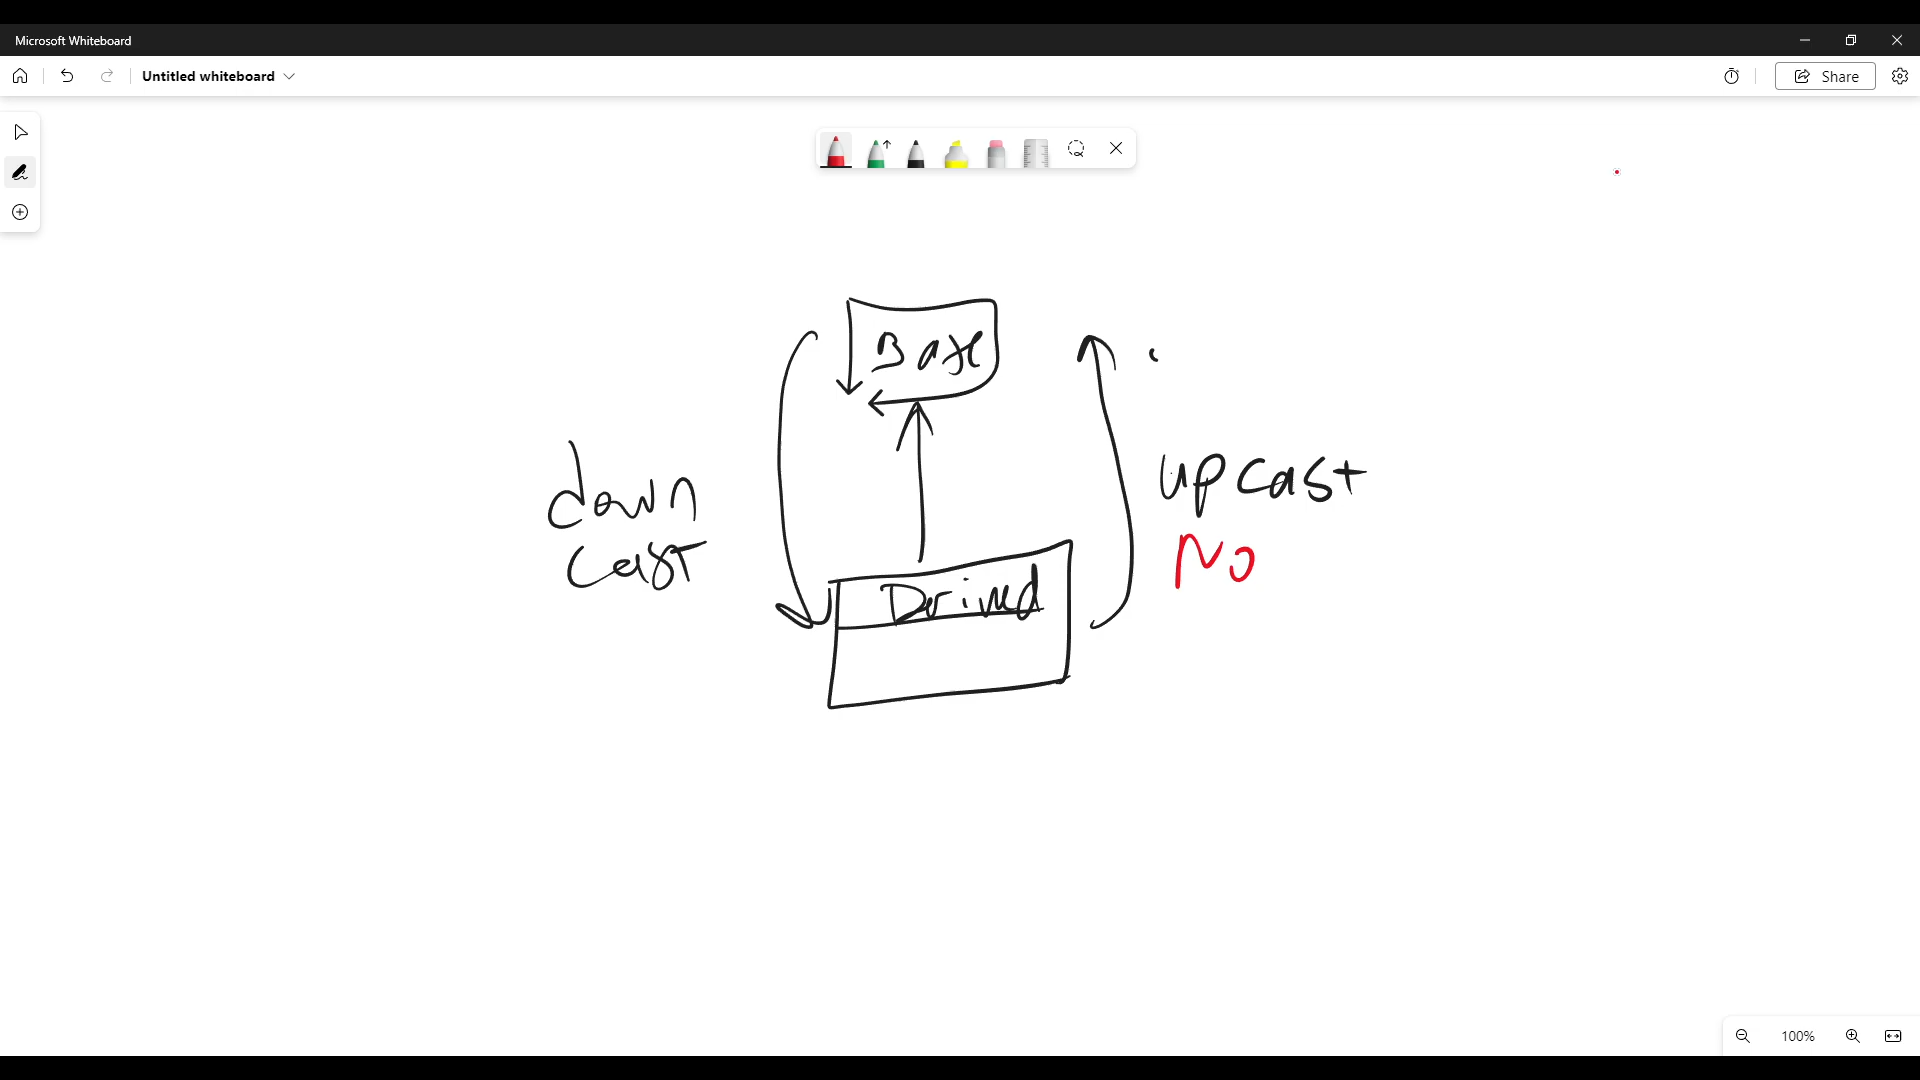 Microsoft Whiteboard
Untitled whiteboard
Share
Base
down
cast
upcast
No
Derived
100%